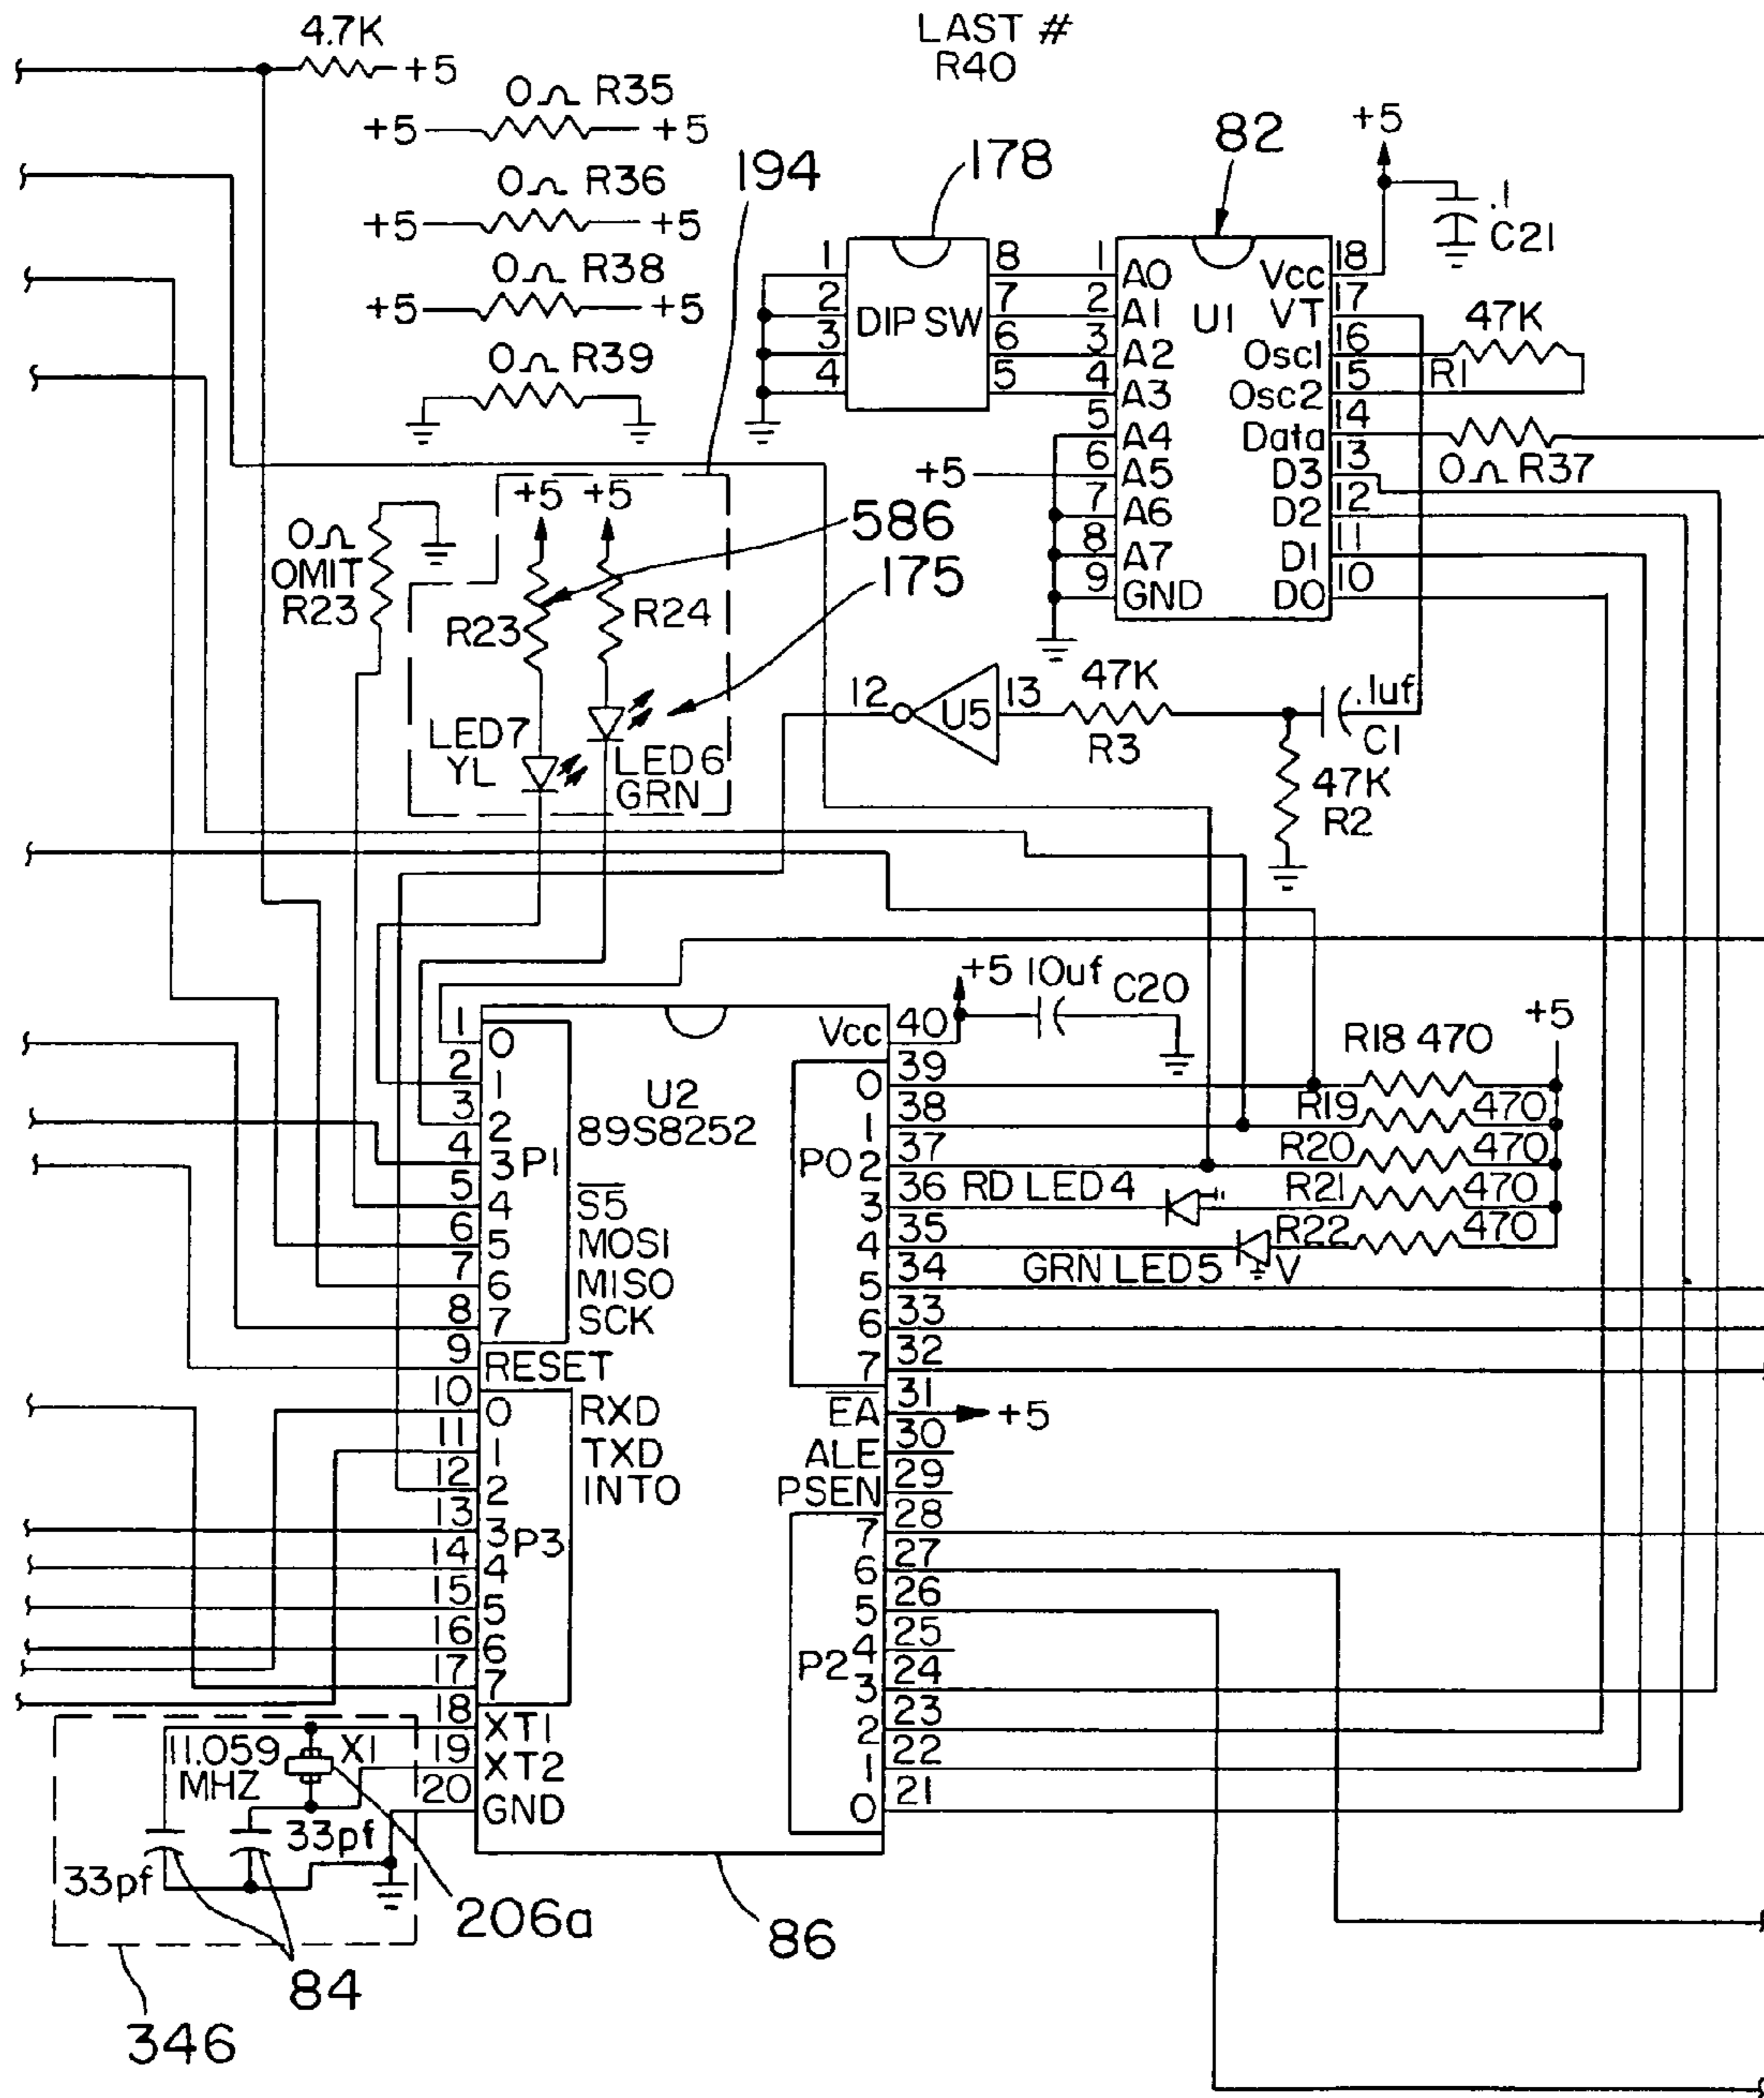 LAST #
R40
4.7K
+5
0Ω R35
+5 +5
0Ω R36
+5 +5
0Ω R38
+5 +5
0Ω R39
194
178
82
+5
.1
C21
1 8
2 7
3 6
4 5
DIP SW
U1
1 A0
2 A1
3 A2
4 A3
5 A4
6 A5
7 A6
8 A7
9 GND
+5
Vcc 18
VT 17
Osc1 16
Osc2 15
Data 14
D3 13
D2 12
D1 11
D0 10
47K
R1
0Ω R37
0Ω
OMIT
R23
+5 +5
586
175
R23
R24
LED7
YL
LED6
GRN
12 U5 13
47K
R3
.1uf
C1
47K
R2
+5 10uf C20
U2
89S8252
P1
1 0
2 1
3 2
4 3
5 4 S5
6 5 MOSI
7 6 MISO
8 7 SCK
9 RESET
P3
10 0 RXD
11 1 TXD
12 2 INTO
13 3
14 4
15 5
16 6
17 7
18 XT1
19 XT2
20 GND
Vcc 40
P0
0 39
1 38
2 37
3 36
4 35
5 34
6 33
7 32
EA 31 +5
ALE 30
PSEN 29
P2
7 28
6 27
5 26
4 25
3 24
2 23
1 22
0 21
+5
R18 470
R19 470
R20 470
RD LED4 R21 470
R22 470
GRN LED5 V
11.059
MHZ
X1
33pf
33pf
206a
86
84
346